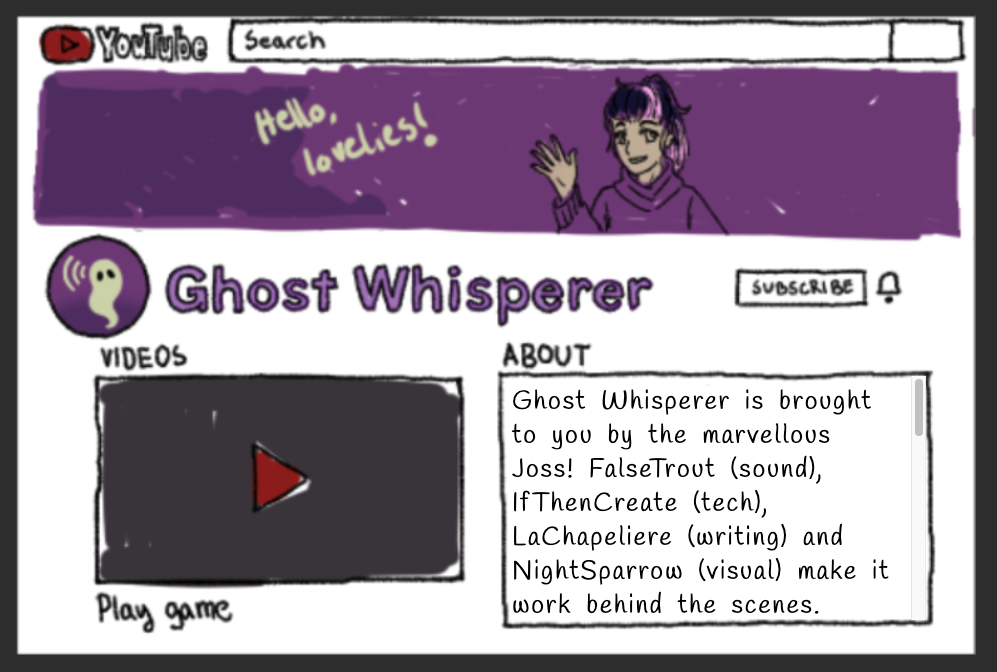 YouTube
Search
Hello,
lovelies!
Ghost Whisperer
SUBSCRIBE
VIDEOS
Play game
ABOUT
Ghost Whisperer is brought
to you by the marvellous
Joss! FalseTrout (sound),
IfThenCreate (tech),
LaChapeliere (writing) and
NightSparrow (visual) make it
work behind the scenes.